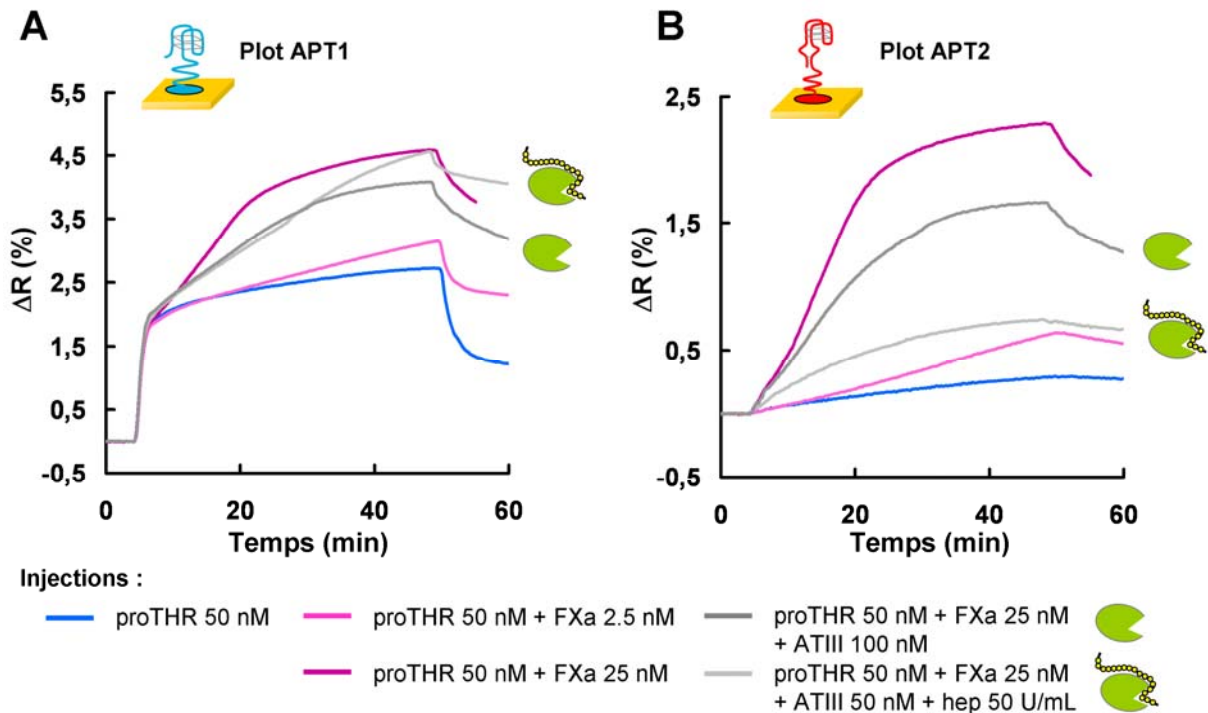 A
Plot APT1
5,5
4,5
3,5
2,5
1,5
0,5
-0,5
ΔR (%)
0
20
40
60
Temps (min)
B
Plot APT2
2,5
1,5
0,5
-0,5
ΔR (%)
0
20
40
60
Temps (min)
Injections :
proTHR 50 nM
proTHR 50 nM + FXa 2.5 nM
proTHR 50 nM + FXa 25 nM
proTHR 50 nM + FXa 25 nM
+ ATIII 100 nM
proTHR 50 nM + FXa 25 nM
+ ATIII 50 nM + hep 50 U/mL